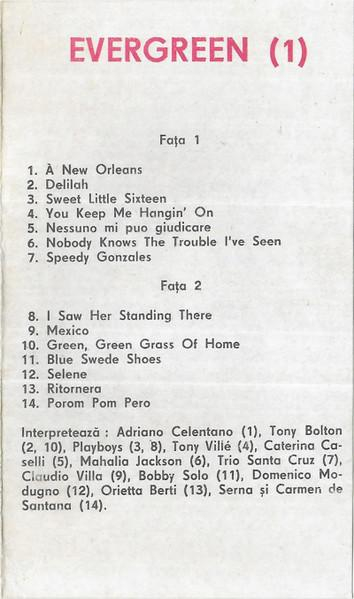 EVERGREEN (1)
Fața 1
1. À New Orleans
2. Delilah
3. Sweet Little Sixteen
4. You Keep Me Hangin' On
5. Nessuno mi puo giudicare
6. Nobody Knows The Trouble I've Seen
7. Speedy Gonzales
Fața 2
8. I Saw Her Standing There
9. Mexico
10. Green, Green Grass Of Home
11. Blue Swede Shoes
12. Selene
13. Ritornera
14. Porom Pom Pero
Interpretează : Adriano Celentano (1), Tony Bolton
(2, 10), Playboys (3, 8), Tony Vilié (4), Caterina Ca-
selli (5), Mahalia Jackson (6), Trio Santa Cruz (7),
Claudio Villa (9), Bobby Solo (11), Domenico Mo-
dugno (12), Orietta Berti (13), Serna și Carmen de
Santana (14).